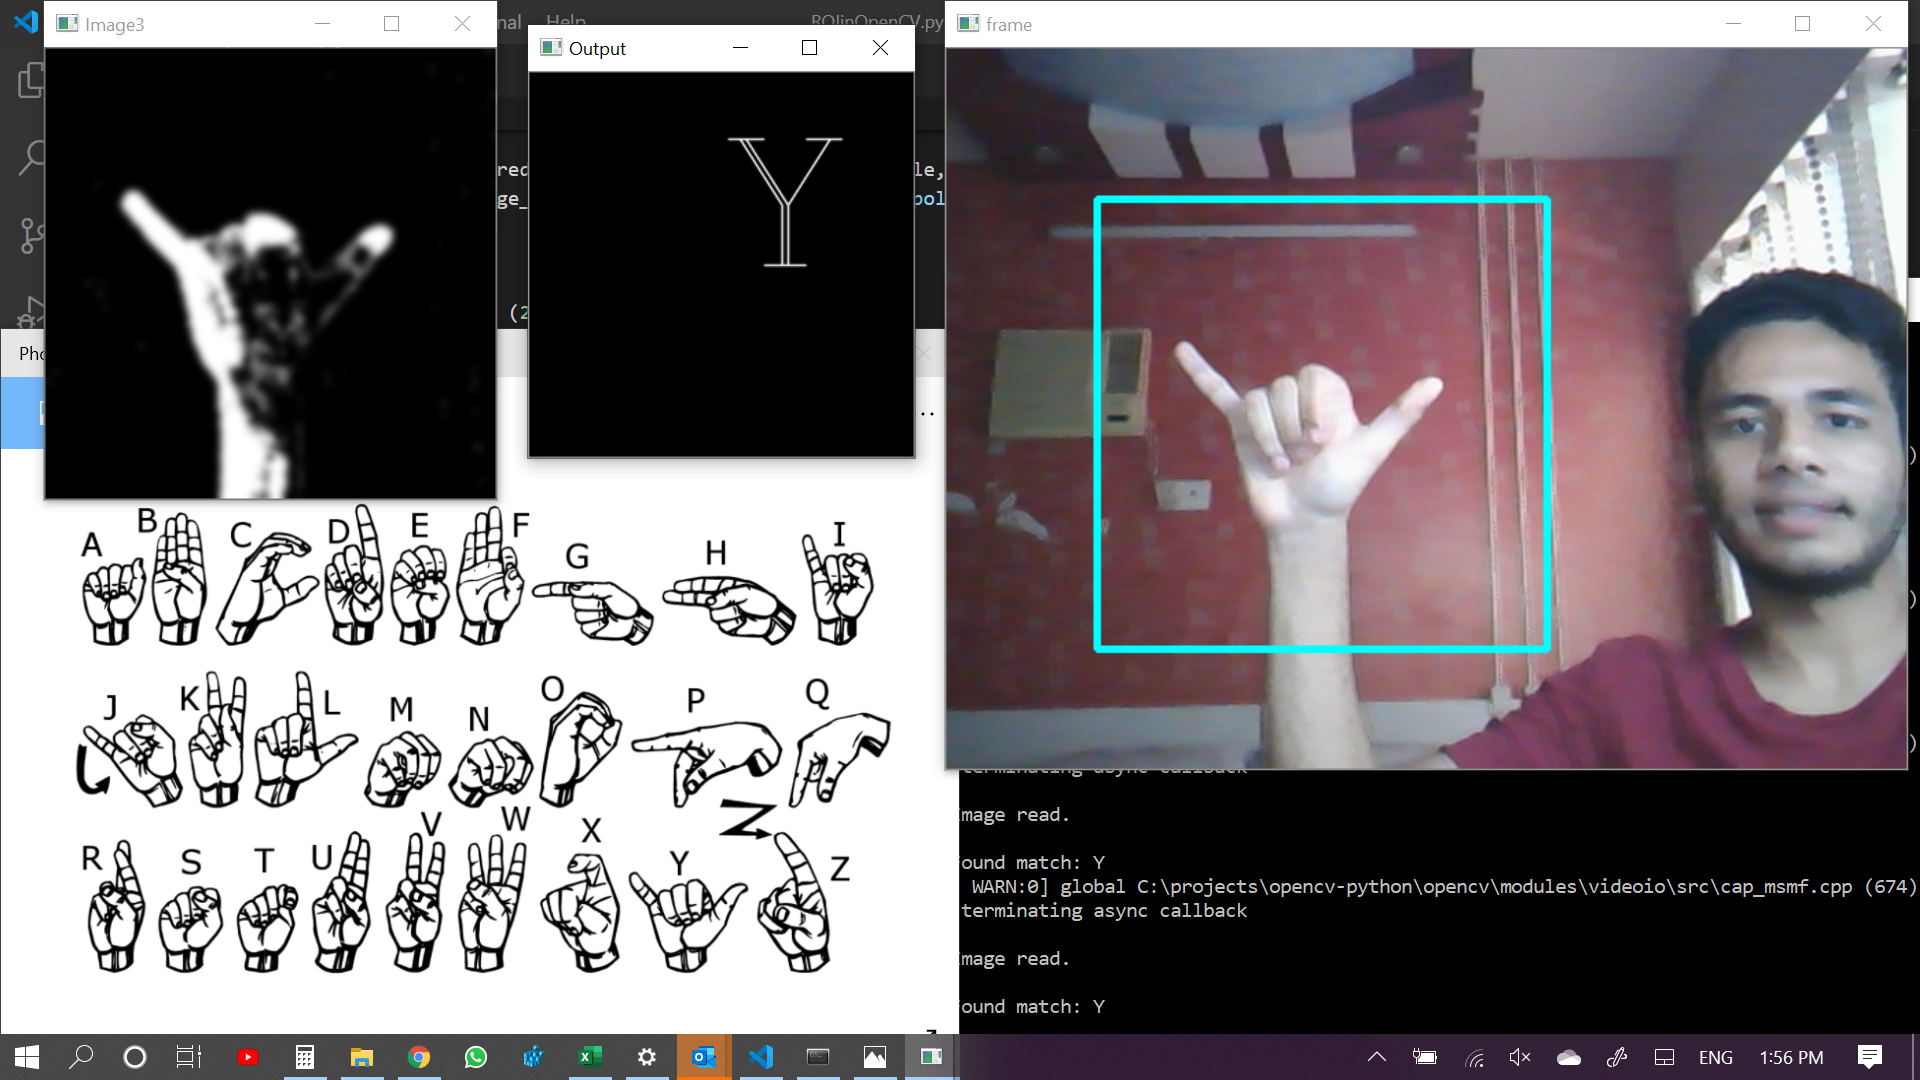 Image3
Output
frame
nal Help
ROIinOpenCV.py
red
le,
ge_
bol
(2
Pho
Y
A B C D E F G H I
J K L M N O P Q
R S T U V W X Y Z
terminating async callback
mage read.
ound match: Y
WARN:0] global C:\projects\opencv-python\opencv\modules\videoio\src\cap_msmf.cpp (674)
terminating async callback
mage read.
ound match: Y
ENG 1:56 PM